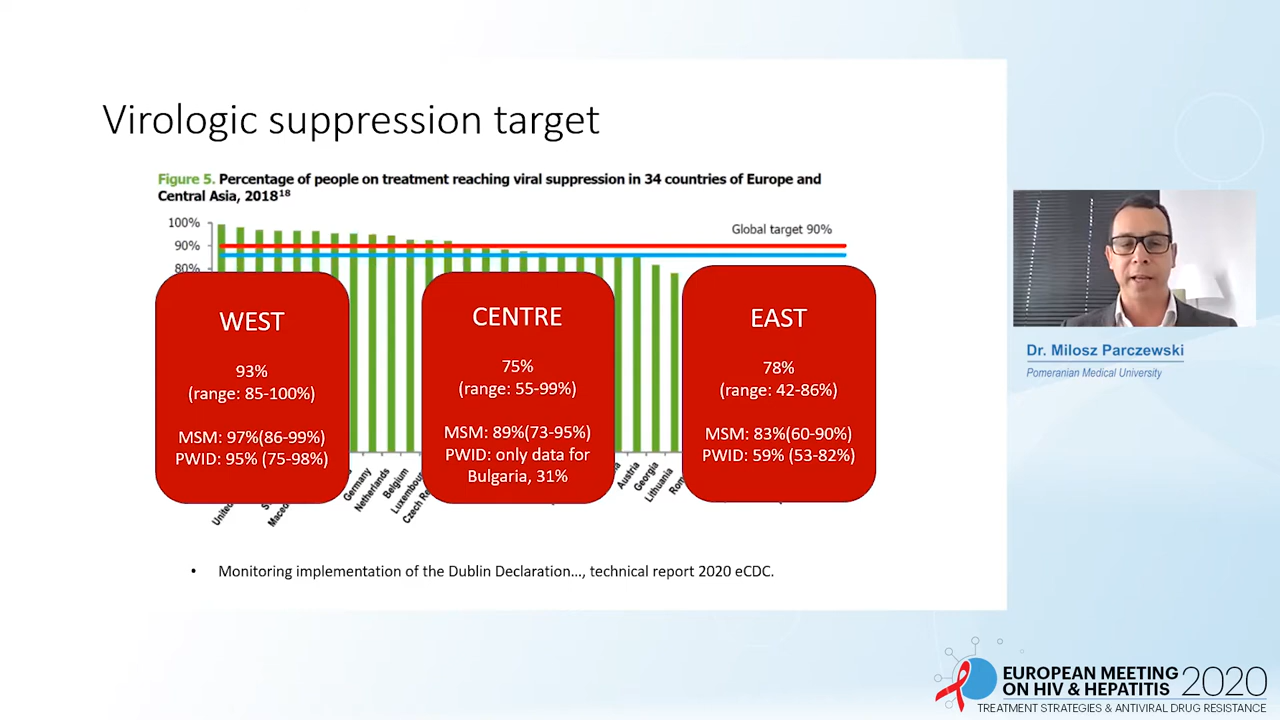 Virologic suppression target
Figure 5. Percentage of people on treatment reaching viral suppression in 34 countries of Europe and
Central Asia, 2018¹⁸
100%
90%
80%
Global target 90%
WEST
93%
(range: 85-100%)
MSM: 97%(86-99%)
PWID: 95% (75-98%)
CENTRE
75%
(range: 55-99%)
MSM: 89%(73-95%)
PWID: only data for
Bulgaria, 31%
EAST
78%
(range: 42-86%)
MSM: 83%(60-90%)
PWID: 59% (53-82%)
Germany
Netherlands
Belgium
Austria
Georgia
Lithuania
• Monitoring implementation of the Dublin Declaration..., technical report 2020 eCDC.
Dr. Milosz Parczewski
Pomeranian Medical University
EUROPEAN MEETING
ON HIV & HEPATITIS 2020
TREATMENT STRATEGIES & ANTIVIRAL DRUG RESISTANCE